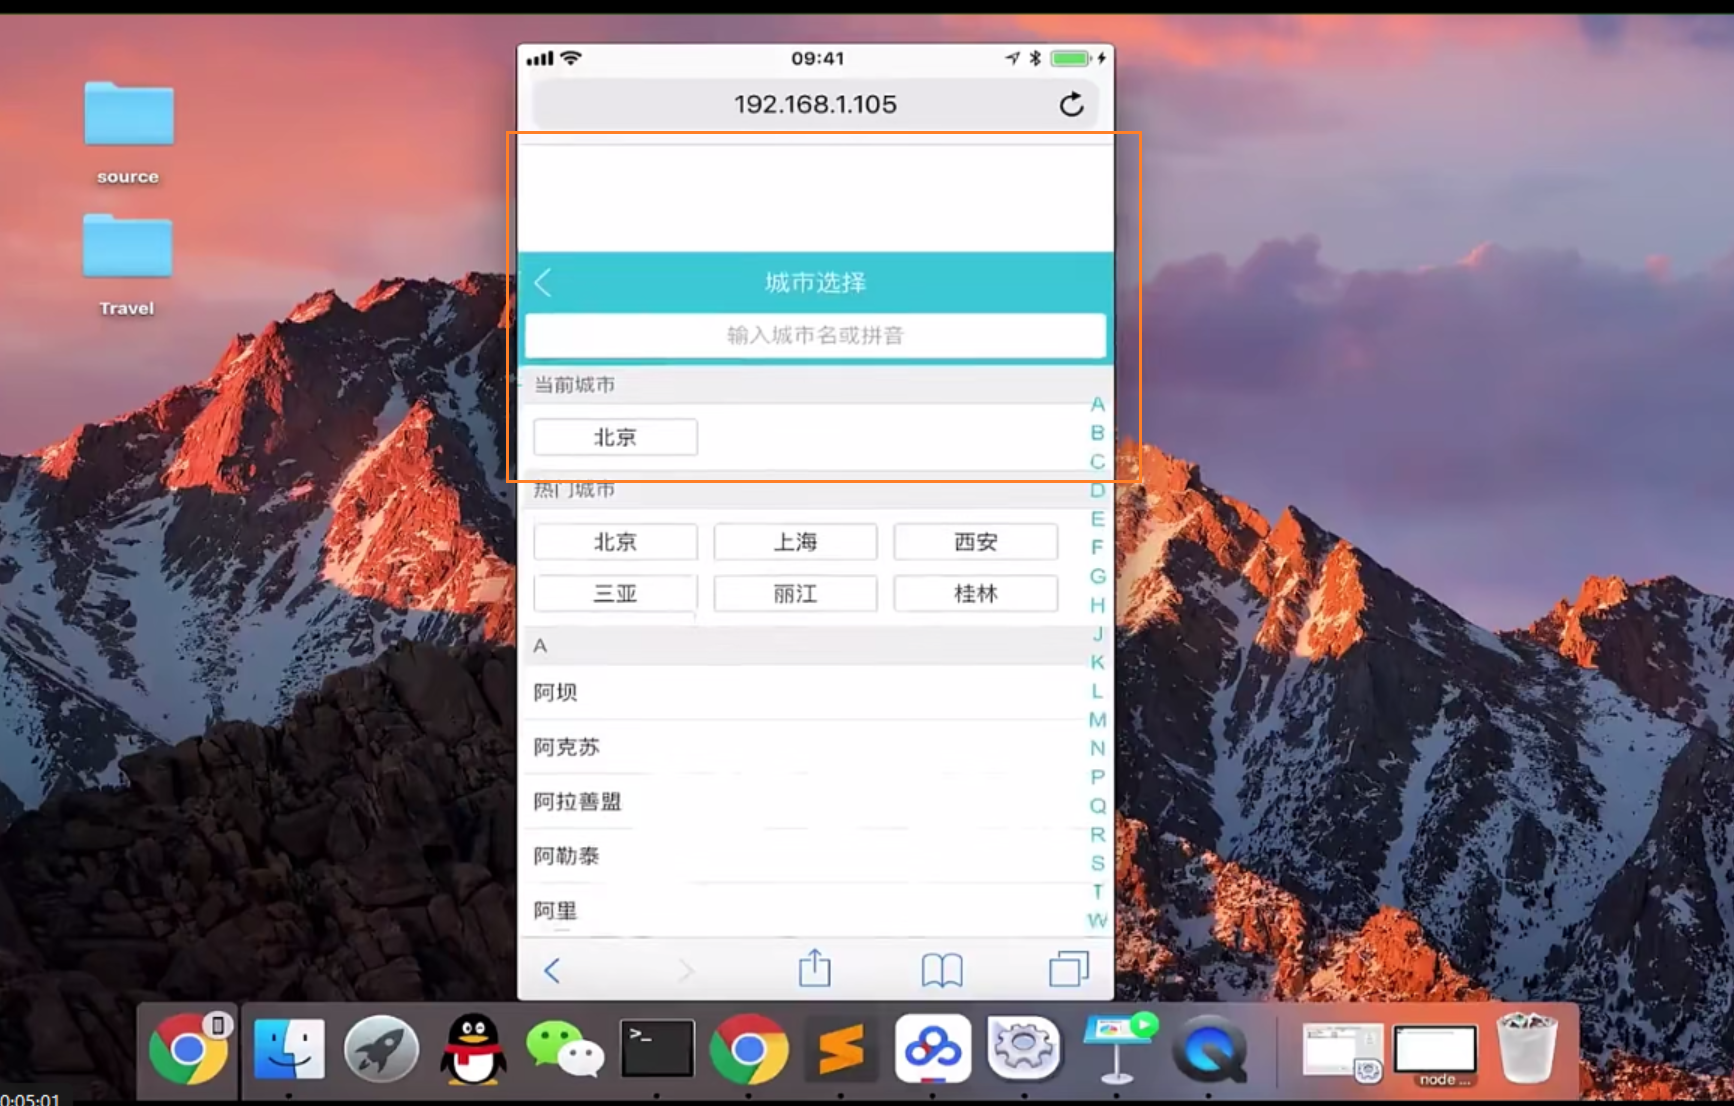 09:41
192.168.1.105
source
Travel
城市选择
输入城市名或拼音
当前城市
北京
热门城市
北京 上海 西安
三亚 丽江 桂林
A
阿坝
阿克苏
阿拉善盟
阿勒泰
阿里
A
B
C
D
E
F
G
H
J
K
L
M
N
P
Q
R
S
T
W
>_
node ...
0:05:01